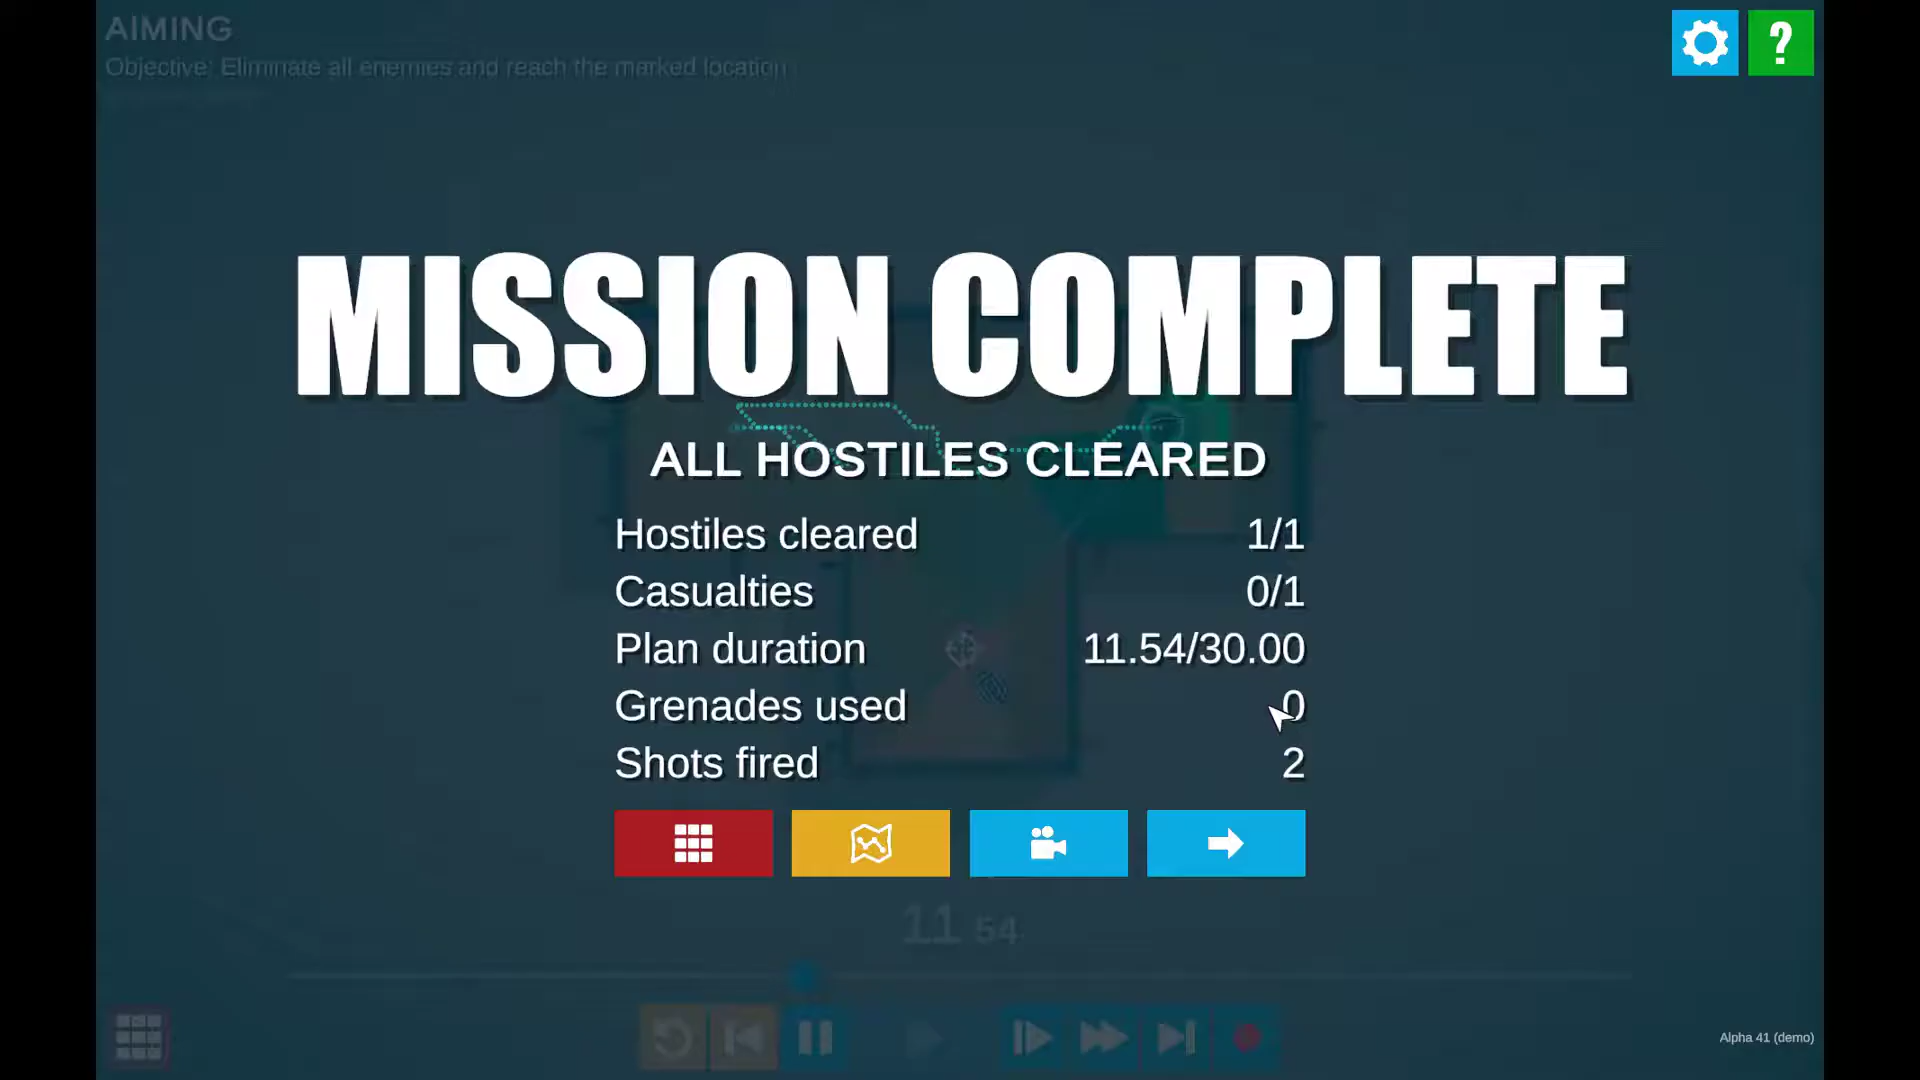 AIMING
Objective: Eliminate all enemies and reach the marked location
?
MISSION COMPLETE
ALL HOSTILES CLEARED
Hostiles cleared 1/1
Casualties 0/1
Plan duration 11.54/30.00
Grenades used 0
Shots fired 2
11.54
Alpha 41 (demo)